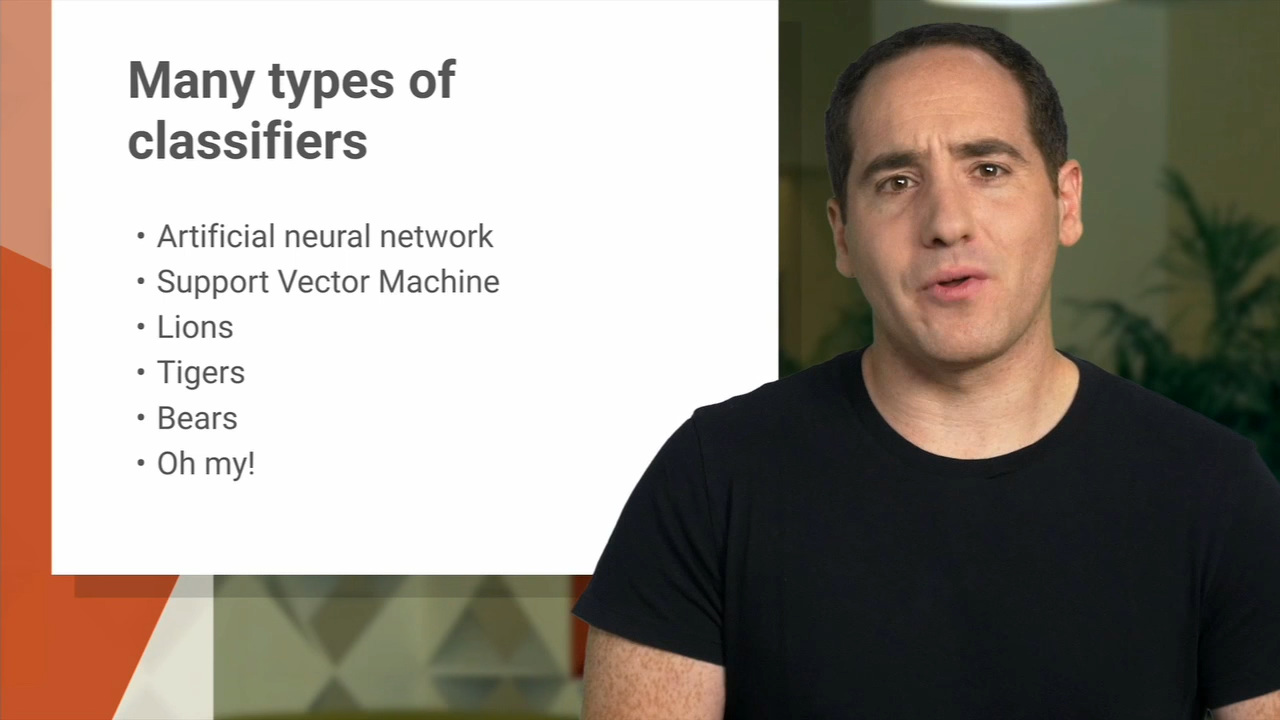 Many types of
classifiers
• Artificial neural network
• Support Vector Machine
• Lions
• Tigers
• Bears
• Oh my!